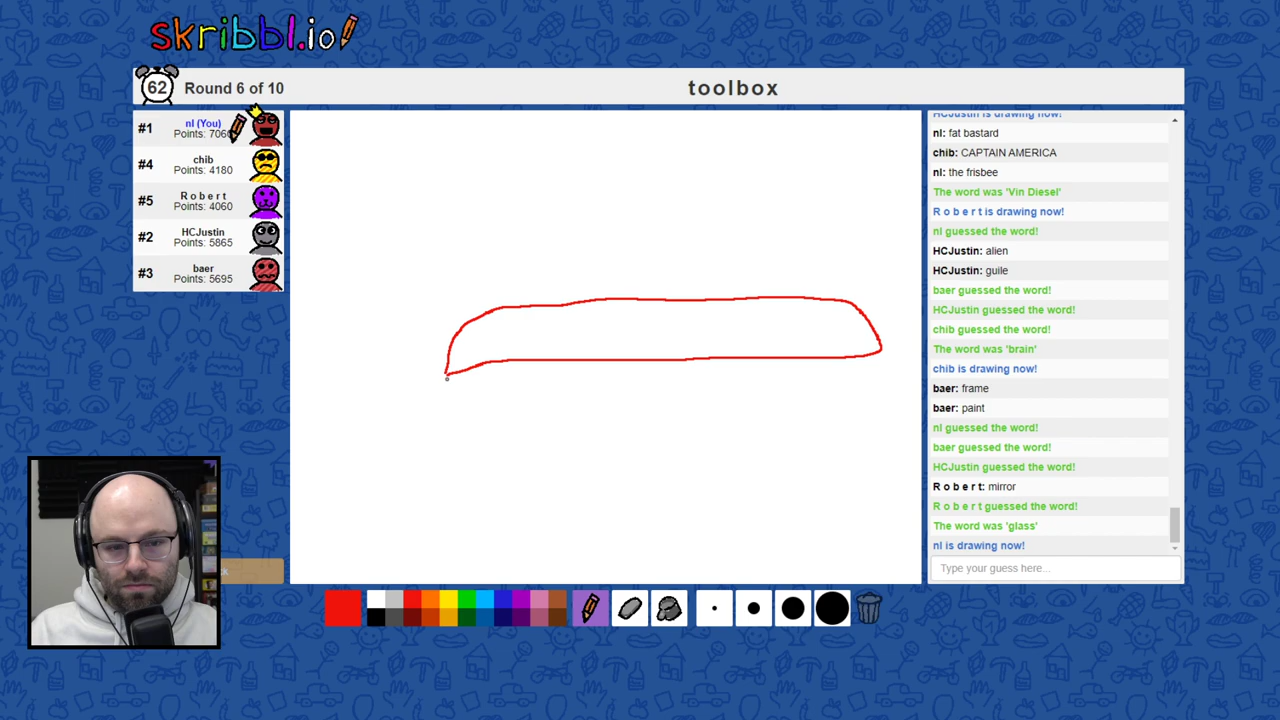 skribbl.io
62
Round 6 of 10
toolbox
#1
nl (You)
Points: 7060
#4
chib
Points: 4180
#5
R o b e r t
Points: 4060
#2
HCJustin
Points: 5865
#3
baer
Points: 5695
HCJustin is drawing now!
nl: fat bastard
chib: CAPTAIN AMERICA
nl: the frisbee
The word was 'Vin Diesel'
R o b e r t is drawing now!
nl guessed the word!
HCJustin: alien
HCJustin: guile
baer guessed the word!
HCJustin guessed the word!
chib guessed the word!
The word was 'brain'
chib is drawing now!
baer: frame
baer: paint
nl guessed the word!
baer guessed the word!
HCJustin guessed the word!
R o b e r t: mirror
R o b e r t guessed the word!
The word was 'glass'
nl is drawing now!
Type your guess here...